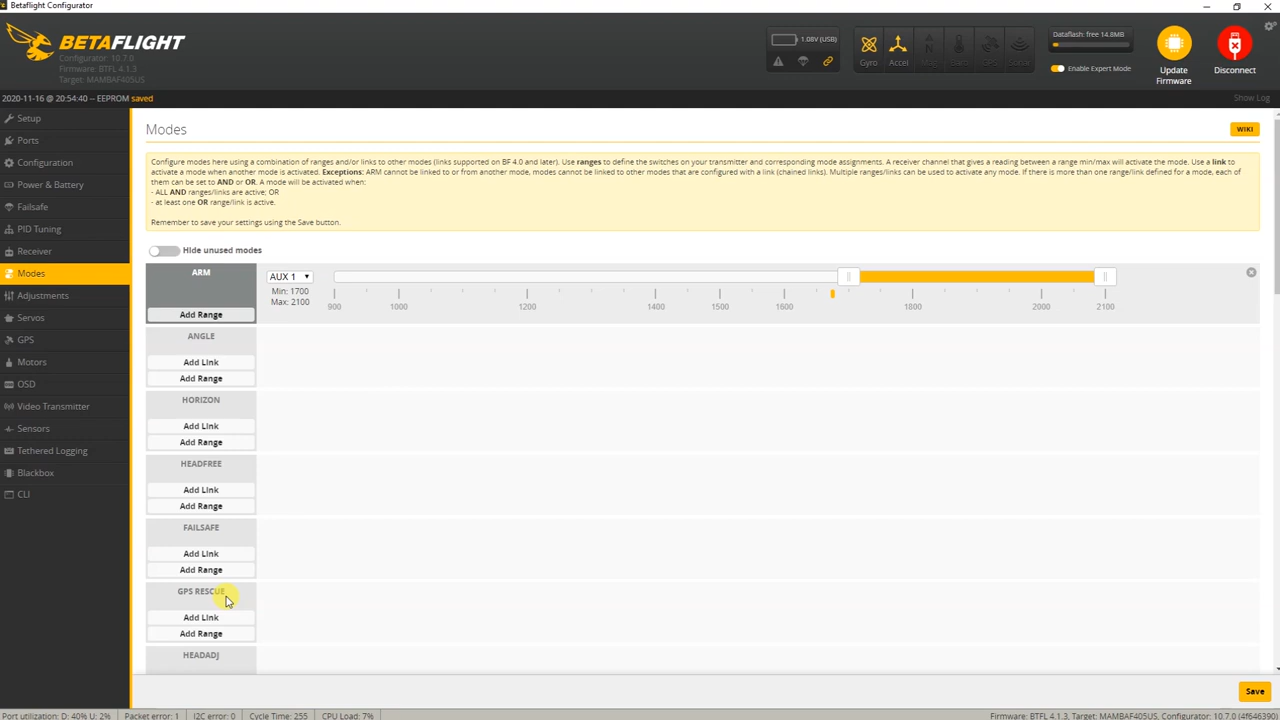 Betaflight Configurator
BETAFLIGHT
Configurator: 10.7.0
Firmware: BTFL 4.1.3
Target: MAMBAF405US
1.08V (USB)
Gyro
Accel
Dataflash: free 14.8MB
Enable Expert Mode
Update
Firmware
Disconnect
2020-11-16 @ 20:54:40 -- EEPROM saved
Show Log
Setup
Ports
Configuration
Power & Battery
Failsafe
PID Tuning
Receiver
Modes
Adjustments
Servos
GPS
Motors
OSD
Video Transmitter
Sensors
Tethered Logging
Blackbox
CLI
Modes
WIKI
Configure modes here using a combination of ranges and/or links to other modes (links supported on BF 4.0 and later). Use ranges to define the switches on your transmitter and corresponding mode assignments. A receiver channel that gives a reading between a range min/max will activate the mode. Use a link to
activate a mode when another mode is activated. Exceptions: ARM cannot be linked to or from another mode, modes cannot be linked to other modes that are configured with a link (chained links). Multiple ranges/links can be used to activate any mode. If there is more than one range/link defined for a mode, each of
them can be set to AND or OR. A mode will be activated when:
- ALL AND ranges/links are active; OR
- at least one OR range/link is active.
Remember to save your settings using the Save button.
Hide unused modes
ARM
Add Range
AUX 1
Min: 1700
Max: 2100
900 1000 1200 1400 1500 1600 1800 2000 2100
ANGLE
Add Link
Add Range
HORIZON
Add Link
Add Range
HEADFREE
Add Link
Add Range
FAILSAFE
Add Link
Add Range
GPS RESCUE
Add Link
Add Range
HEADADJ
Save
Port utilization: D: 40% U: 2% Packet error: 1 I2C error: 0 Cycle Time: 255 CPU Load: 7%
Firmware: BTFL 4.1.3, Target: MAMBAF405US, Configurator: 10.7.0 (4f646390)